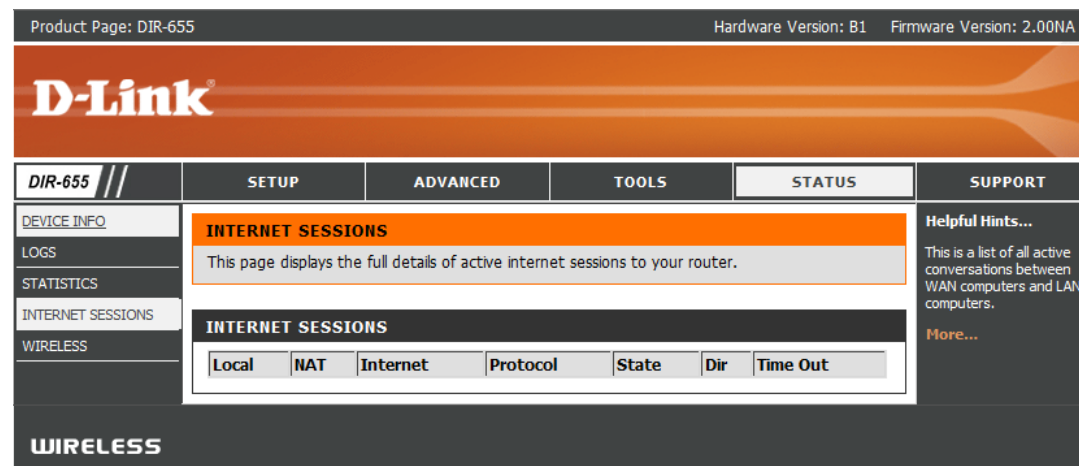 Product Page: DIR-655 Hardware Version: B1 Firmware Version: 2.00NA
D-Link®
DIR-655 SETUP ADVANCED TOOLS STATUS SUPPORT
DEVICE INFO
LOGS
STATISTICS
INTERNET SESSIONS
WIRELESS
INTERNET SESSIONS
This page displays the full details of active internet sessions to your router.
INTERNET SESSIONS
Local NAT Internet Protocol State Dir Time Out
Helpful Hints...
This is a list of all active
conversations between
WAN computers and LAN
computers.
More...
WIRELESS